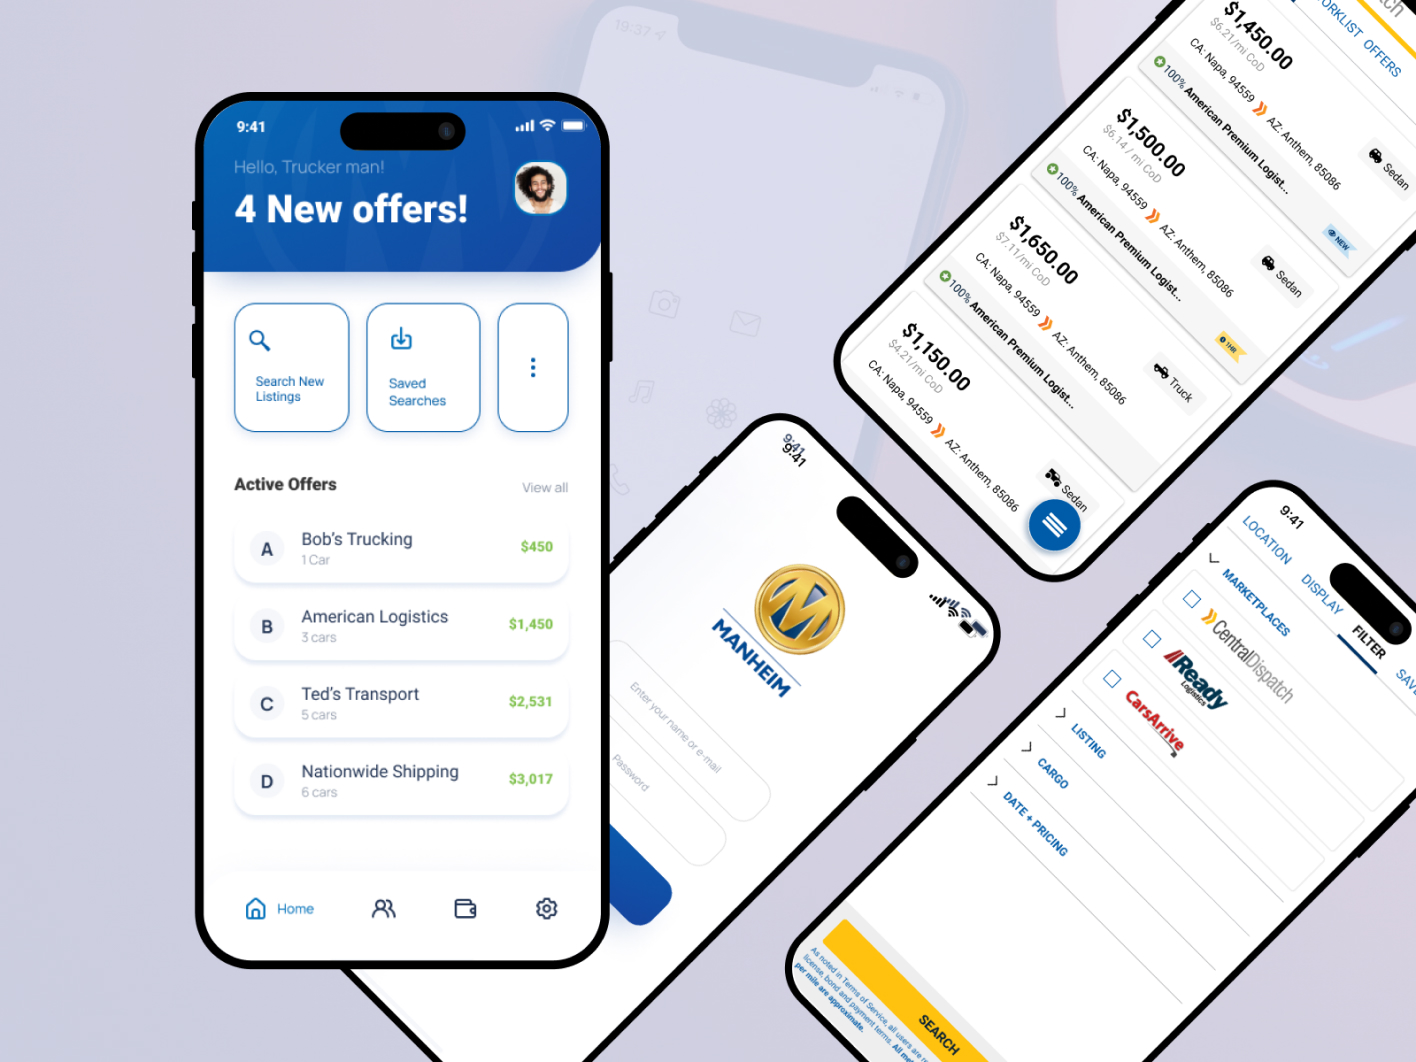 19:37
9:41
Hello, Trucker man!
4 New offers!
Search New
Listings
Saved
Searches
Active Offers
View all
A
Bob's Trucking
1 Car
$450
B
American Logistics
3 cars
$1,450
C
Ted's Transport
5 cars
$2,531
D
Nationwide Shipping
6 cars
$3,017
Home
9:41
9:41
MANHEIM
Enter your name or e-mail
Password
OFFERS
$1,450.00
$6.21/mi CoD
CA: Napa, 94559
AZ: Anthem, 85086
Sedan
100% American Premium Logist...
NEW
$1,500.00
$6.14 / mi CoD
CA: Napa, 94559
AZ: Anthem, 85086
Sedan
100% American Premium Logist...
1HR
$1,650.00
$7.11/mi CoD
CA: Napa, 94559
AZ: Anthem, 85086
Truck
100% American Premium Logist...
$1,150.00
$4.21/mi CoD
CA: Napa, 94559
AZ: Anthem, 85086
Sedan
9:41
LOCATION
DISPLAY
FILTER
MARKETPLACES
CentralDispatch
Ready
Logistics
CarsArrive
LISTING
CARGO
DATE + PRICING
SEARCH
As noted in Terms of Service, all users are
license, bond and payment terms. All
per mile are approximate.